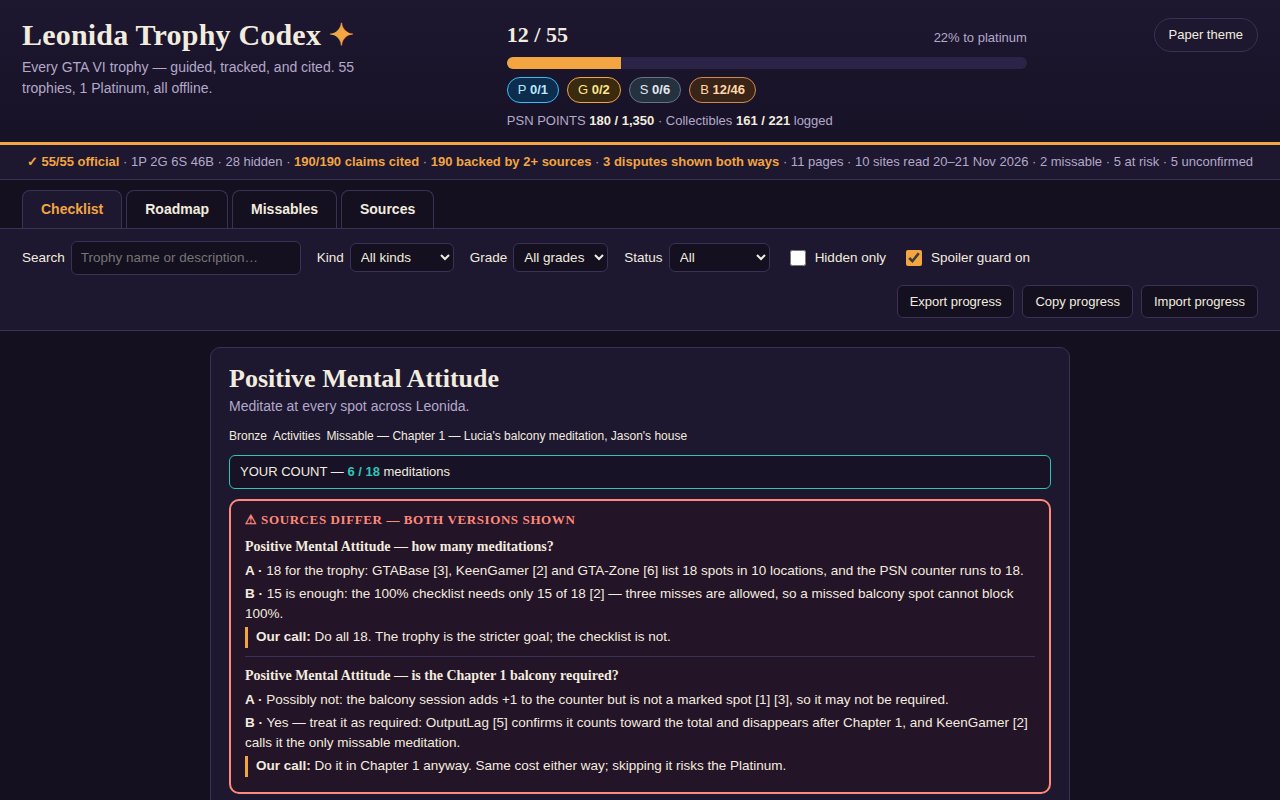 Leonida Trophy Codex ✦
Every GTA VI trophy — guided, tracked, and cited. 55
trophies, 1 Platinum, all offline.
12 / 55
22% to platinum
P 0/1
G 0/2
S 0/6
B 12/46
PSN POINTS 180 / 1,350 · Collectibles 161 / 221 logged
Paper theme
✓ 55/55 official · 1P 2G 6S 46B · 28 hidden · 190/190 claims cited · 190 backed by 2+ sources · 3 disputes shown both ways · 11 pages · 10 sites read 20–21 Nov 2026 · 2 missable · 5 at risk · 5 unconfirmed
Checklist
Roadmap
Missables
Sources
Search Trophy name or description… Kind All kinds Grade All grades Status All Hidden only Spoiler guard on
Export progress
Copy progress
Import progress
Positive Mental Attitude
Meditate at every spot across Leonida.
Bronze Activities Missable — Chapter 1 — Lucia's balcony meditation, Jason's house
YOUR COUNT — 6 / 18 meditations
⚠ SOURCES DIFFER — BOTH VERSIONS SHOWN
Positive Mental Attitude — how many meditations?
A · 18 for the trophy: GTABase [3], KeenGamer [2] and GTA-Zone [6] list 18 spots in 10 locations, and the PSN counter runs to 18.
B · 15 is enough: the 100% checklist needs only 15 of 18 [2] — three misses are allowed, so a missed balcony spot cannot block
100%.
Our call: Do all 18. The trophy is the stricter goal; the checklist is not.
Positive Mental Attitude — is the Chapter 1 balcony required?
A · Possibly not: the balcony session adds +1 to the counter but is not a marked spot [1] [3], so it may not be required.
B · Yes — treat it as required: OutputLag [5] confirms it counts toward the total and disappears after Chapter 1, and KeenGamer [2]
calls it the only missable meditation.
Our call: Do it in Chapter 1 anyway. Same cost either way; skipping it risks the Platinum.